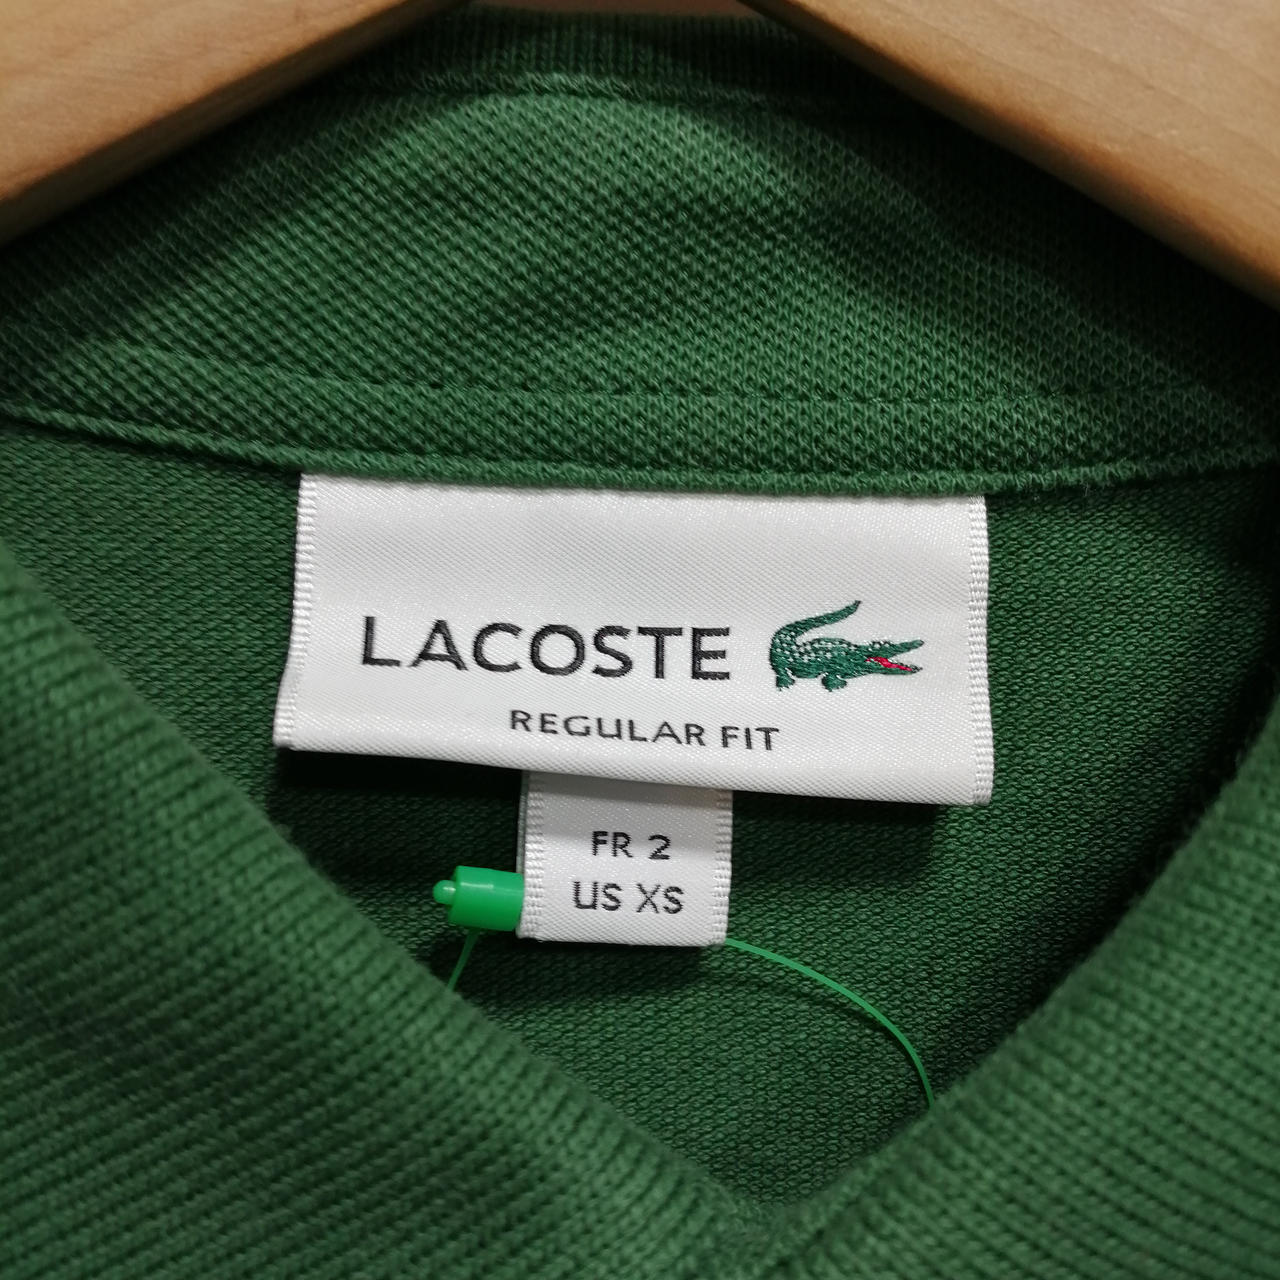 LACOSTE
REGULAR FIT
FR 2
US XS